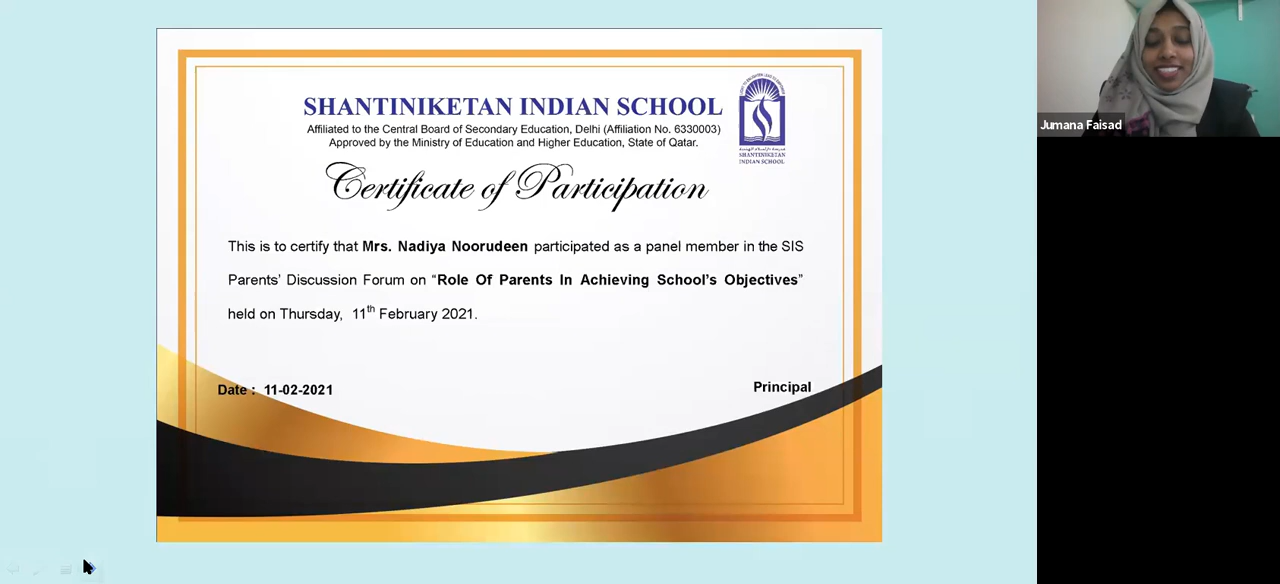 SHANTINIKETAN INDIAN SCHOOL
Affiliated to the Central Board of Secondary Education, Delhi (Affiliation No. 6330003)
Approved by the Ministry of Education and Higher Education, State of Qatar.
SHANTINIKETAN
INDIAN SCHOOL
Certificate of Participation
This is to certify that Mrs. Nadiya Noorudeen participated as a panel member in the SIS
Parents' Discussion Forum on “Role Of Parents In Achieving School's Objectives”
held on Thursday, 11th February 2021.
Date : 11-02-2021
Principal
Jumana Faisad